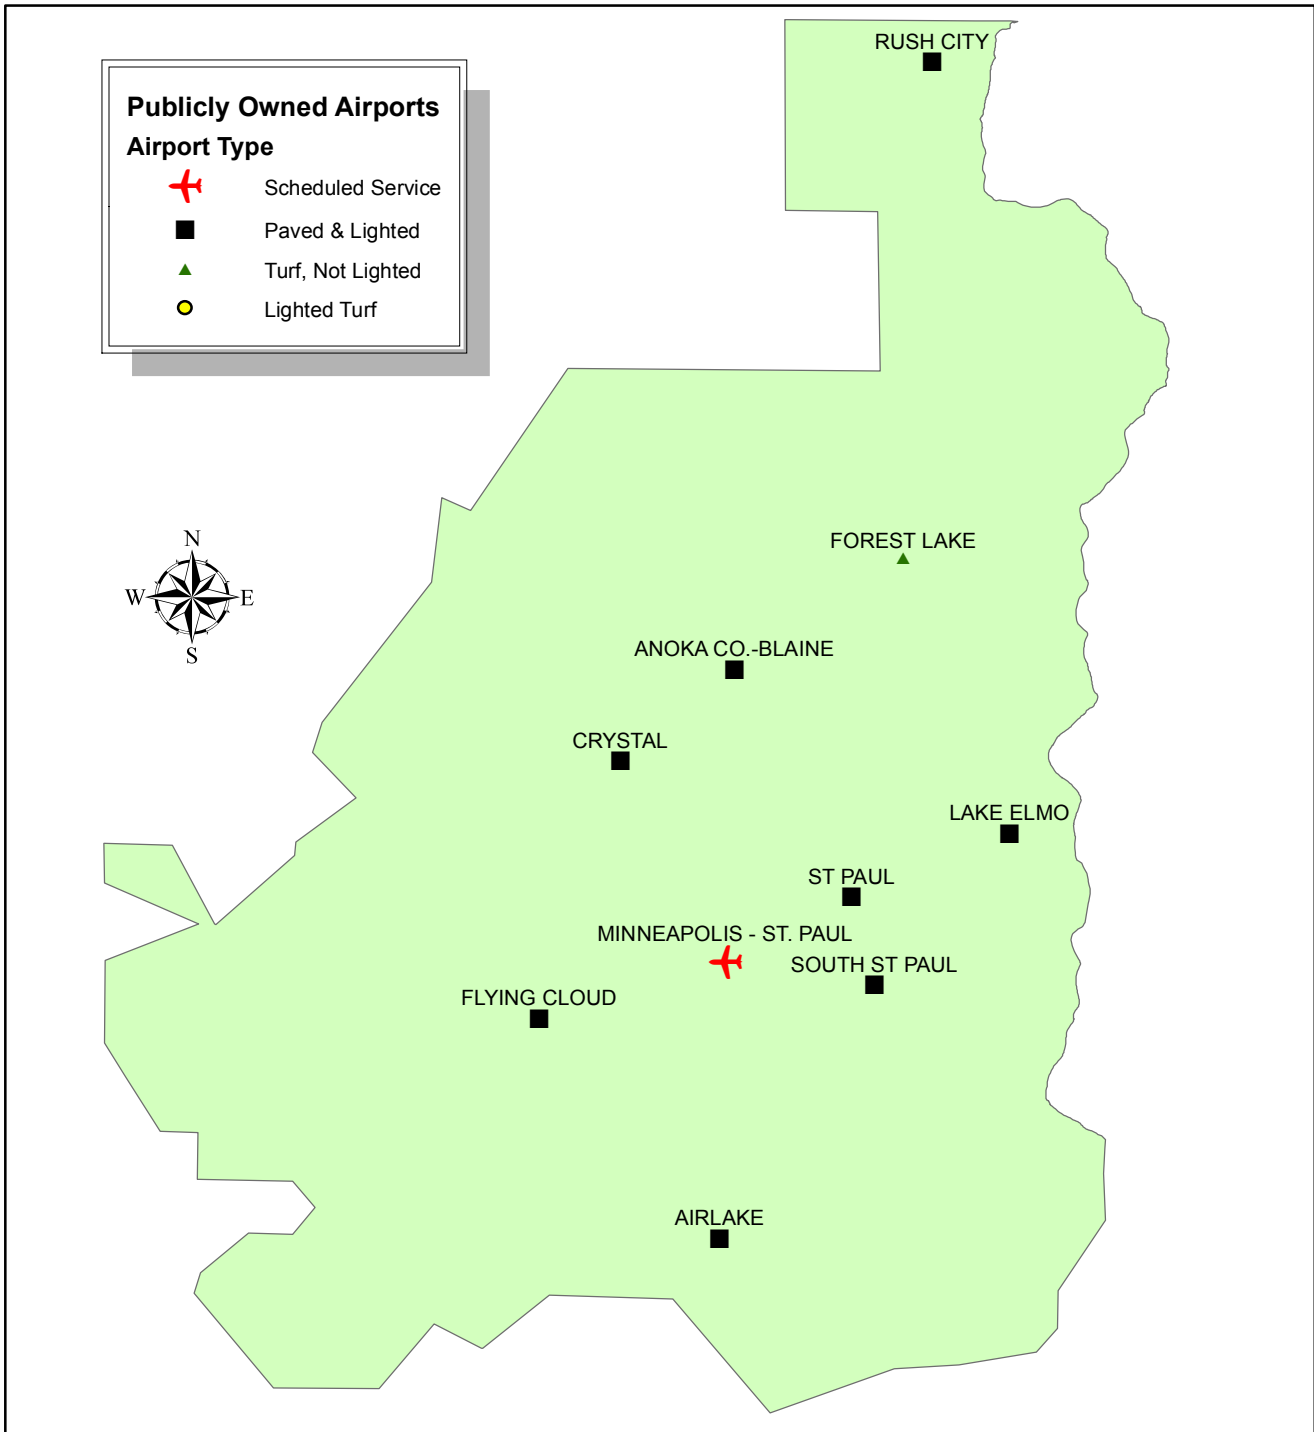 RUSH CITY
Publicly Owned Airports
Airport Type
Scheduled Service
Paved & Lighted
Turf, Not Lighted
Lighted Turf
N
W E
S
FOREST LAKE
ANOKA CO.-BLAINE
CRYSTAL
LAKE ELMO
ST PAUL
MINNEAPOLIS - ST. PAUL
SOUTH ST PAUL
FLYING CLOUD
AIRLAKE